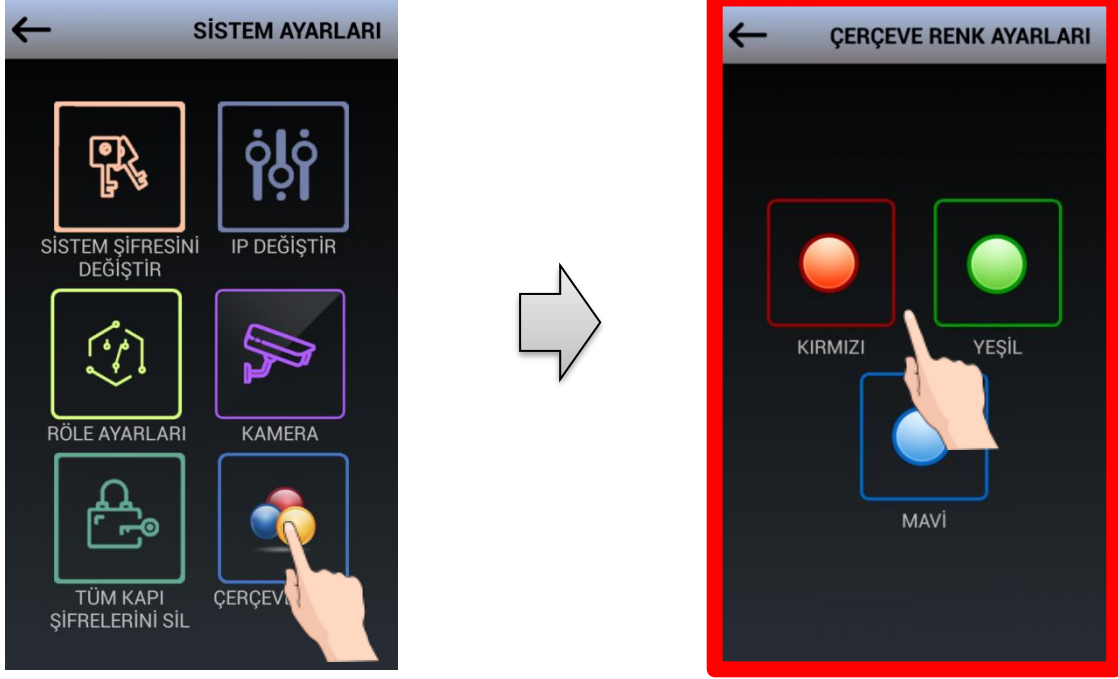 SİSTEM AYARLARI
SİSTEM ŞİFRESİNİ
DEĞİŞTİR
IP DEĞİŞTİR
RÖLE AYARLARI
KAMERA
TÜM KAPI
ŞİFRELERİNİ SİL
ÇERÇEVE RENK AYARLARI
KIRMIZI
YEŞİL
MAVİ